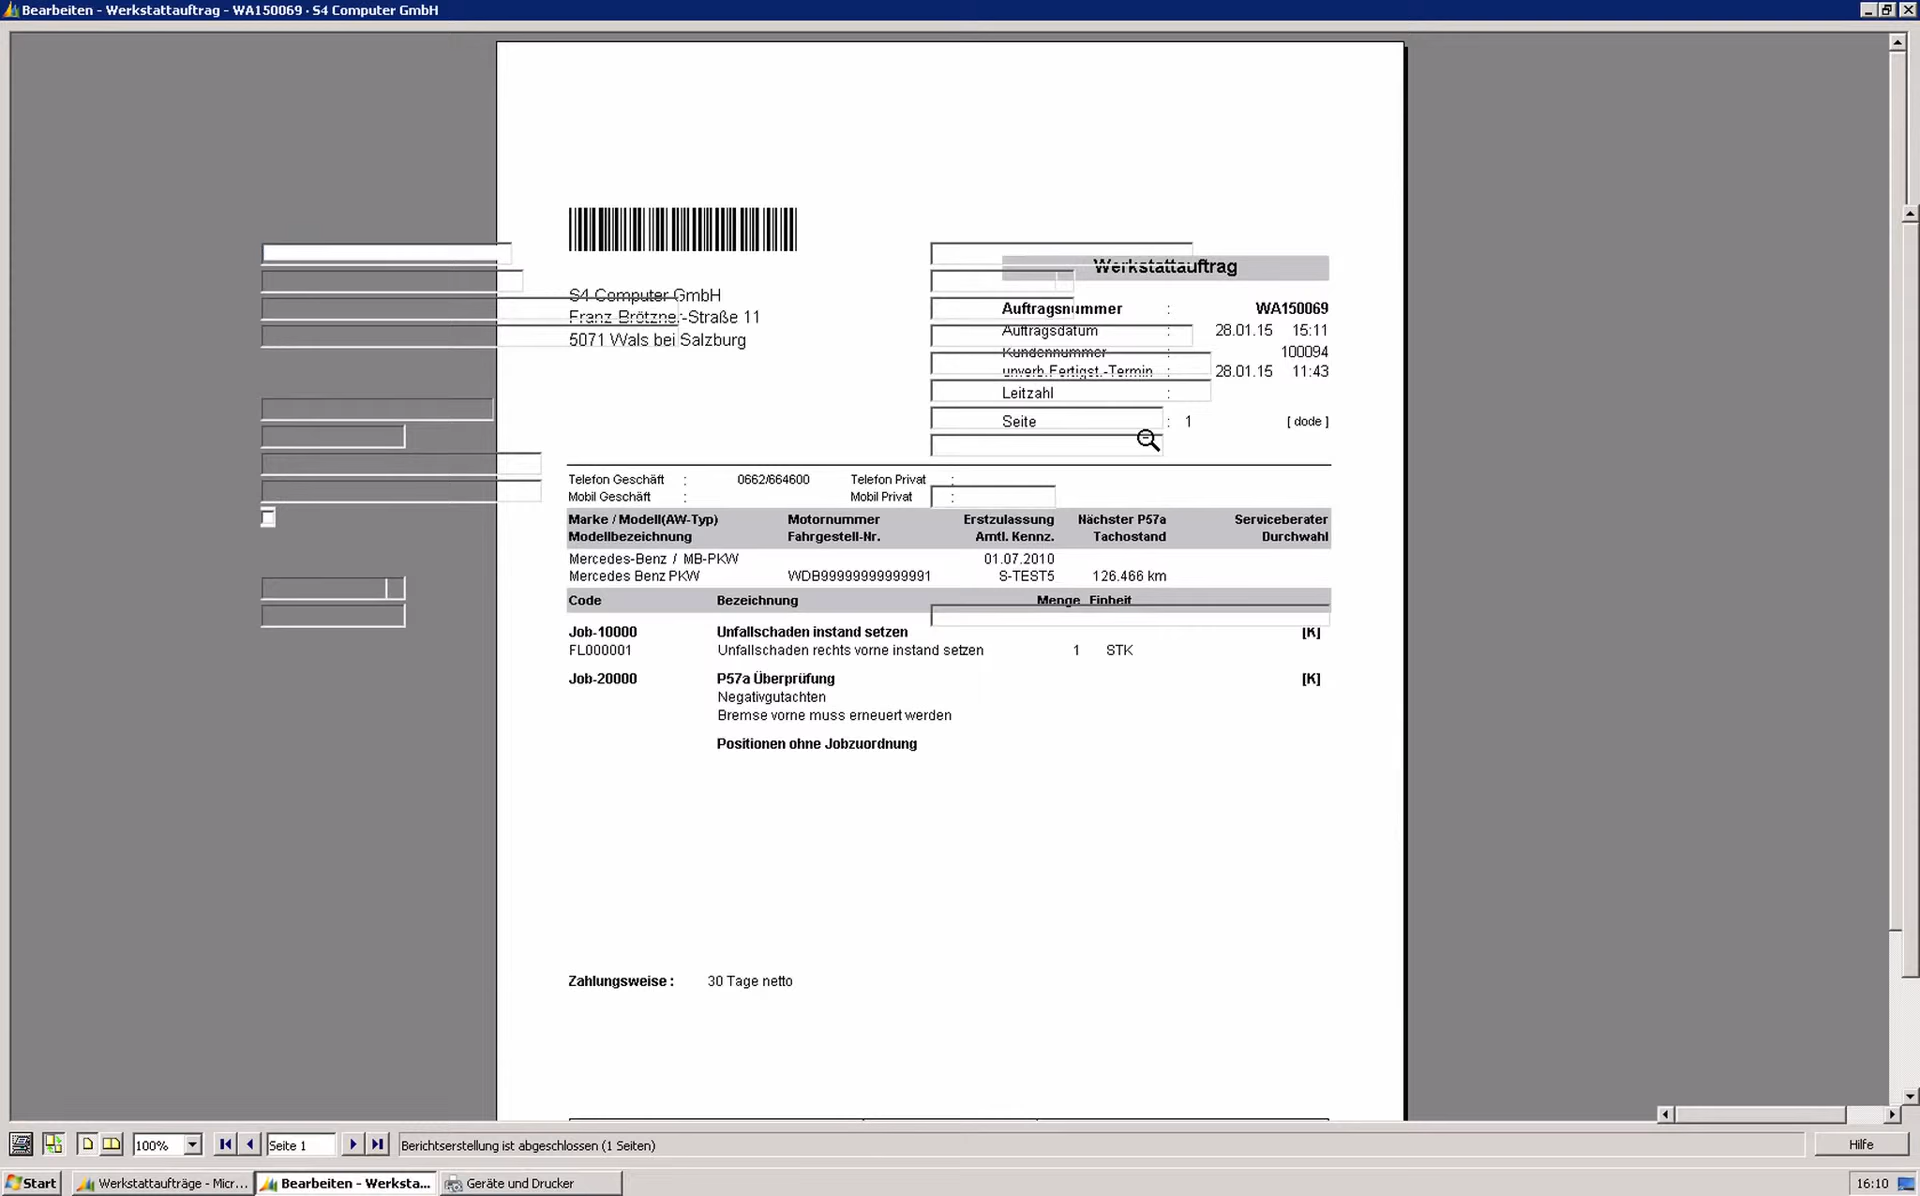 Bearbeiten - Werkstattauftrag - WA150069 - S4 Computer GmbH
Werkstattauftrag
S4 Computer GmbH
Franz-Brötzner-Straße 11
5071 Wals bei Salzburg
Auftragsnummer : WA150069
Auftragsdatum : 28.01.15 15:11
Kundennummer : 100094
unverb.Fertigst.-Termin 28.01.15 11:43
Leitzahl :
Seite : 1 [ dode ]
Telefon Geschäft : 0662/664600 Telefon Privat :
Mobil Geschäft : Mobil Privat :
Marke / Modell(AW-Typ) Motornummer Erstzulassung Nächster P57a Serviceberater
Modellbezeichnung Fahrgestell-Nr. Amtl. Kennz. Tachostand Durchwahl
Mercedes-Benz / MB-PKW 01.07.2010
Mercedes Benz PKW WDB99999999999991 S-TEST5 126.466 km
Code Bezeichnung Menge Einheit
Job-10000 Unfallschaden instand setzen [K]
FL000001 Unfallschaden rechts vorne instand setzen 1 STK
Job-20000 P57a Überprüfung [K]
Negativgutachten
Bremse vorne muss erneuert werden
Positionen ohne Jobzuordnung
Zahlungsweise : 30 Tage netto
100% Seite 1 Berichtserstellung ist abgeschlossen (1 Seiten) Hilfe
Start Werkstattaufträge - Micr... Bearbeiten - Werksta... Geräte und Drucker 16:10